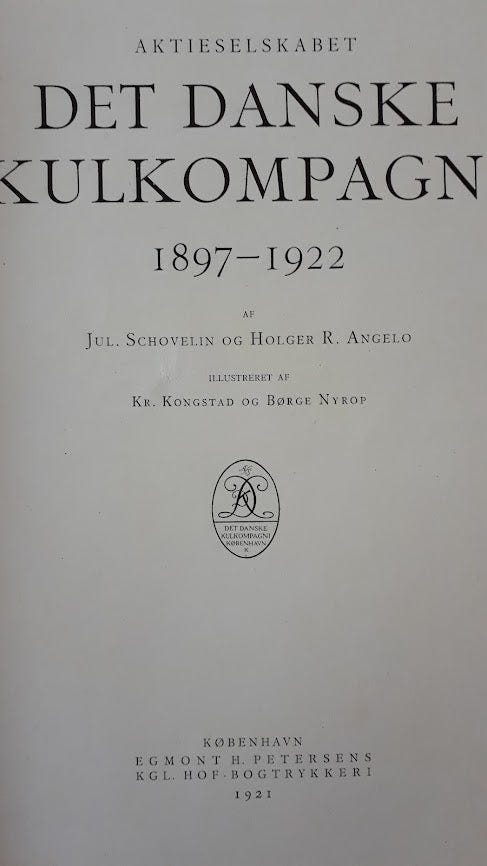 AKTIESELSKABET
DET DANSKE
KULKOMPAGN
1897–1922
AF
JUL. SCHOVELIN OG HOLGER R. ANGELO
ILLUSTRERET AF
KR. KONGSTAD OG BØRGE NYROP
DET DANSKE
KULKOMPAGNI
KØBENHAVN
K
KØBENHAVN
EGMONT H. PETERSENS
KGL. HOF-BOGTRYKKERI
1921